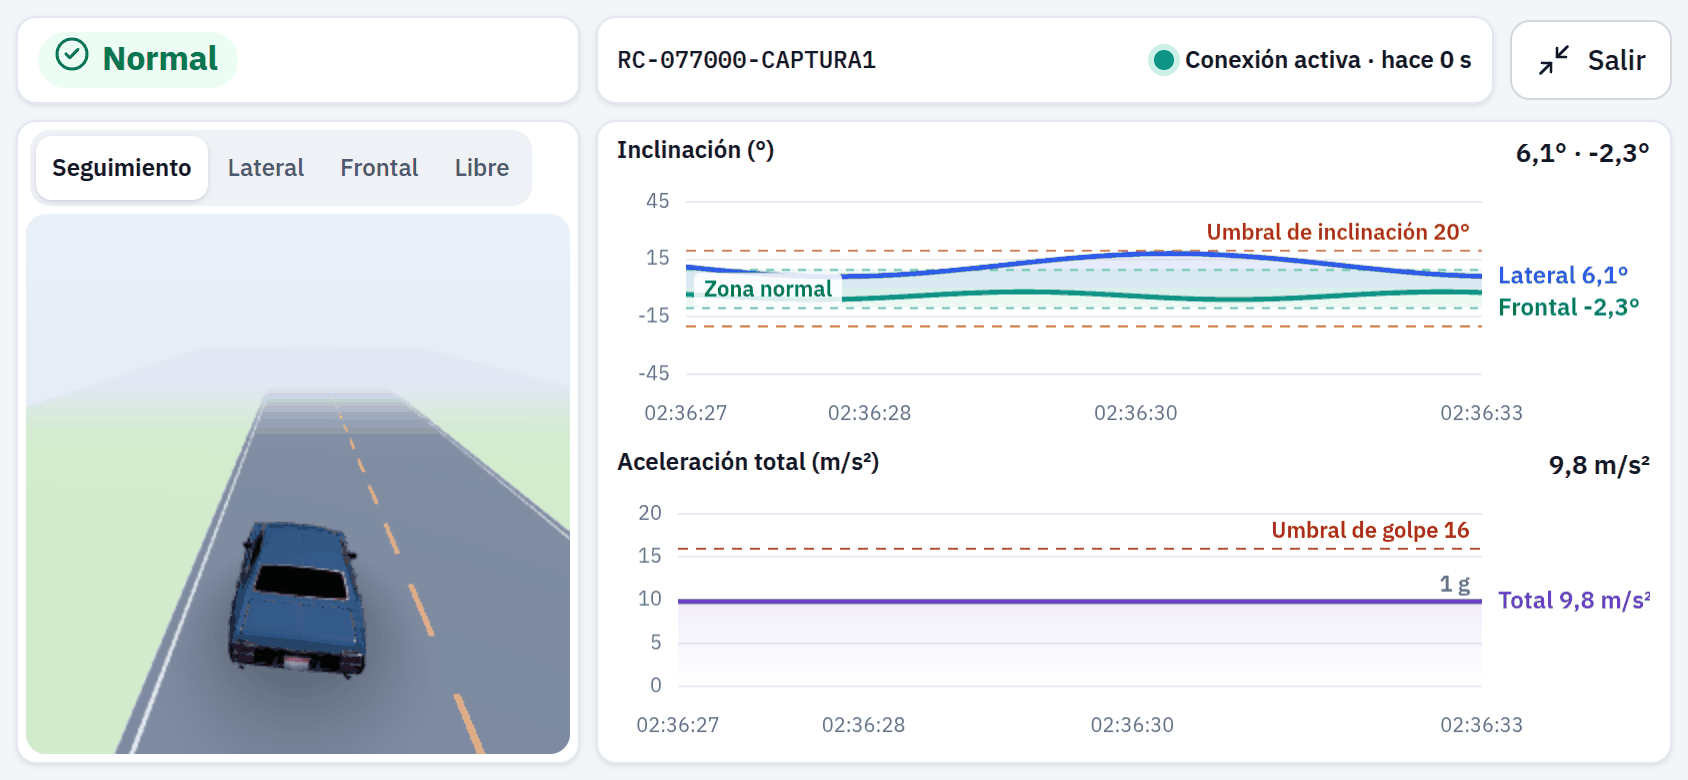 Normal
RC-077000-CAPTURA1
Conexión activa · hace 0 s
Salir
Seguimiento
Lateral
Frontal
Libre
Inclinación (°)
6,1° · -2,3°
45
15
-15
-45
Umbral de inclinación 20°
Zona normal
Lateral 6,1°
Frontal -2,3°
02:36:27
02:36:28
02:36:30
02:36:33
Aceleración total (m/s²)
9,8 m/s²
20
15
10
5
0
Umbral de golpe 16
1 g
Total 9,8 m/s²
02:36:27
02:36:28
02:36:30
02:36:33